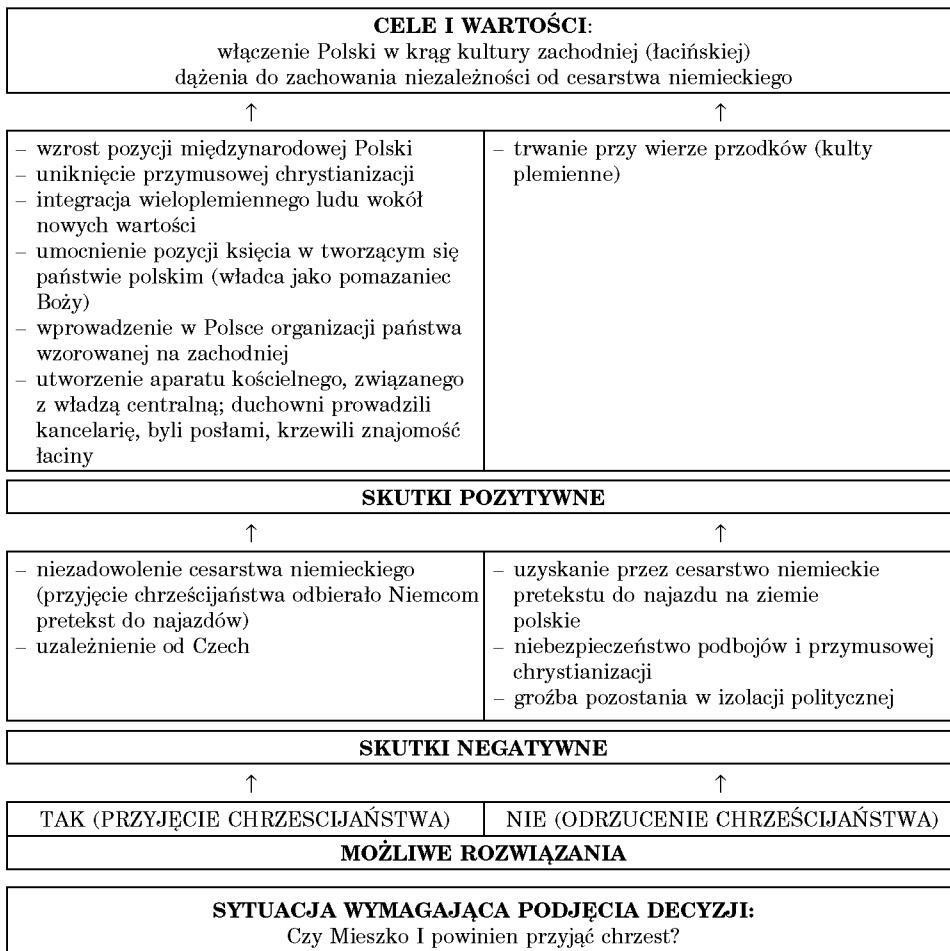 CELE I WARTOŚCI:
włączenie Polski w krąg kultury zachodniej (łacińskiej)
dążenia do zachowania niezależności od cesarstwa niemieckiego
↑ ↑
– wzrost pozycji międzynarodowej Polski
– uniknięcie przymusowej chrystianizacji
– integracja wieloplemiennego ludu wokół
nowych wartości
– umocnienie pozycji księcia w tworzącym się
państwie polskim (władca jako pomazaniec
Boży)
– wprowadzenie w Polsce organizacji państwa
wzorowanej na zachodniej
– utworzenie aparatu kościelnego, związanego
z władzą centralną; duchowni prowadzili
kancelarię, byli posłami, krzewili znajomość
łaciny
– trwanie przy wierze przodków (kulty
plemienne)
SKUTKI POZYTYWNE
↑ ↑
– niezadowolenie cesarstwa niemieckiego
(przyjęcie chrześcijaństwa odbierało Niemcom
pretekst do najazdów)
– uzależnienie od Czech
– uzyskanie przez cesarstwo niemieckie
pretekstu do najazdu na ziemie
polskie
– niebezpieczeństwo podbojów i przymusowej
chrystianizacji
– groźba pozostania w izolacji politycznej
SKUTKI NEGATYWNE
↑ ↑
TAK (PRZYJĘCIE CHRZESCIJAŃSTWA)
NIE (ODRZUCENIE CHRZEŚCIJAŃSTWA)
MOŻLIWE ROZWIĄZANIA
SYTUACJA WYMAGAJĄCA PODJĘCIA DECYZJI:
Czy Mieszko I powinien przyjąć chrzest?